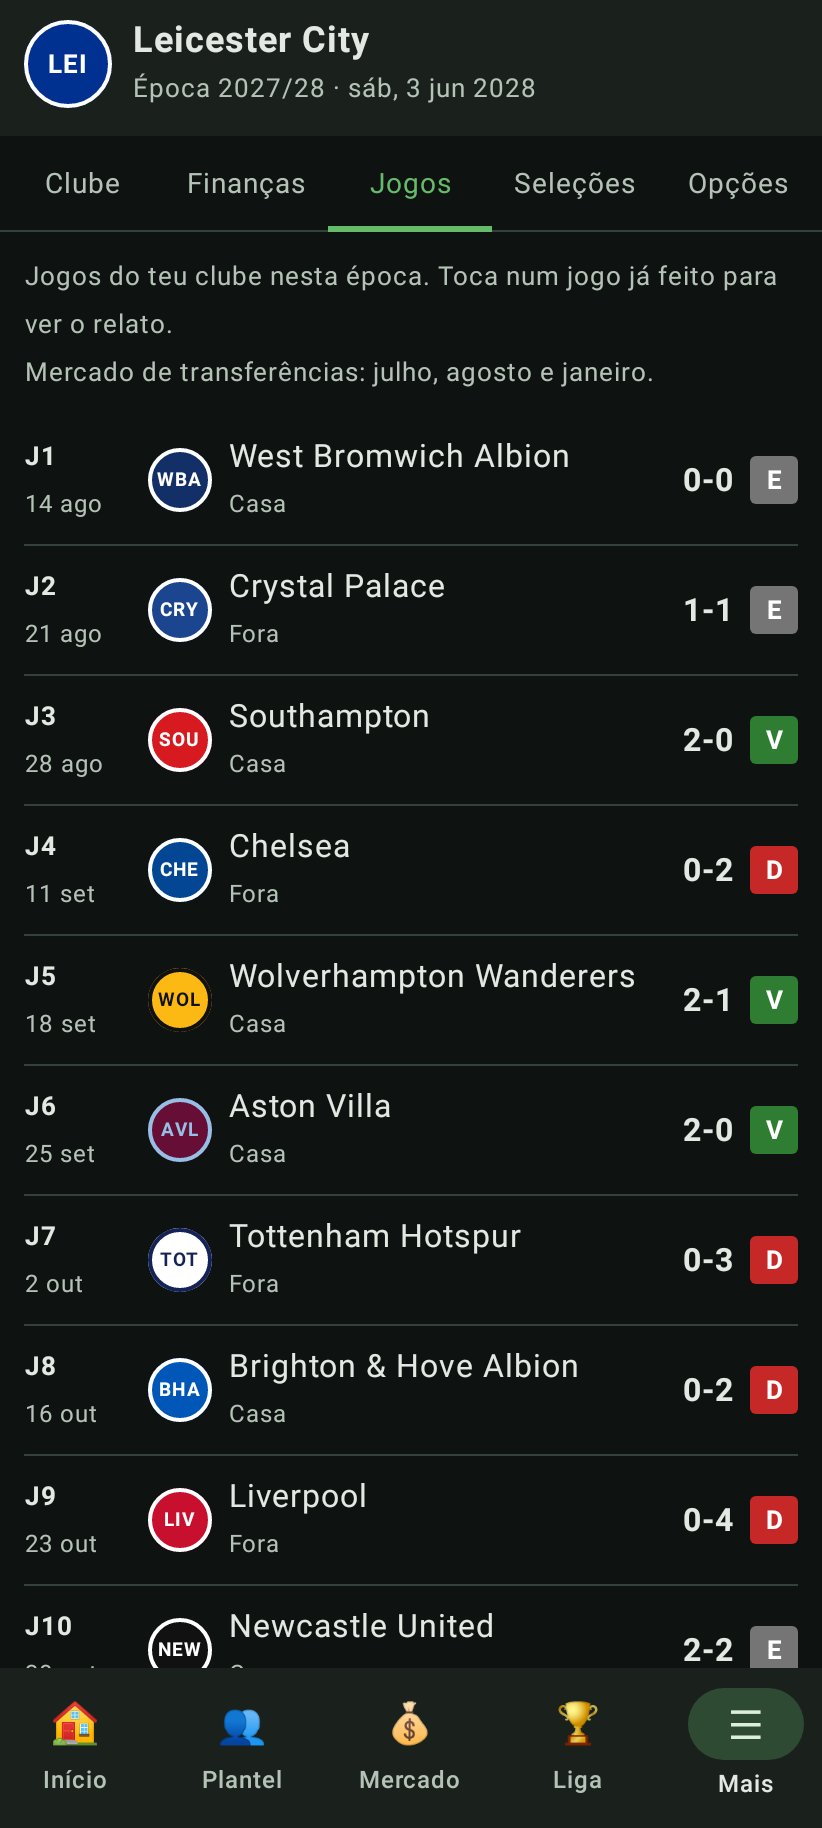 LEI
Leicester City
Época 2027/28 · sáb, 3 jun 2028
Clube Finanças Jogos Seleções Opções
Jogos do teu clube nesta época. Toca num jogo já feito para
ver o relato.
Mercado de transferências: julho, agosto e janeiro.
J1 WBA West Bromwich Albion 0-0 E
14 ago Casa
J2 CRY Crystal Palace 1-1 E
21 ago Fora
J3 SOU Southampton 2-0 V
28 ago Casa
J4 CHE Chelsea 0-2 D
11 set Fora
J5 WOL Wolverhampton Wanderers 2-1 V
18 set Casa
J6 AVL Aston Villa 2-0 V
25 set Casa
J7 TOT Tottenham Hotspur 0-3 D
2 out Fora
J8 BHA Brighton & Hove Albion 0-2 D
16 out Casa
J9 LIV Liverpool 0-4 D
23 out Fora
J10 NEW Newcastle United 2-2 E
Início Plantel Mercado Liga Mais